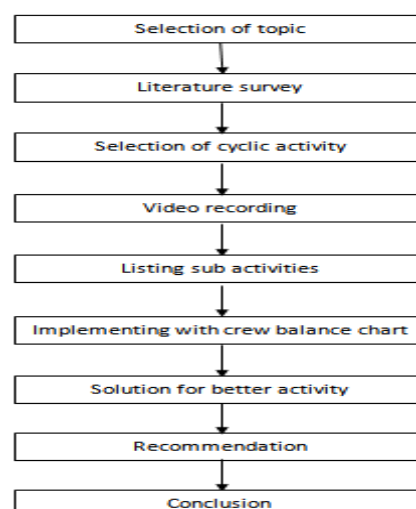 Selection of topic
Literature survey
Selection of cyclic activity
Video recording
Listing sub activities
Implementing with crew balance chart
Solution for better activity
Recommendation
Conclusion